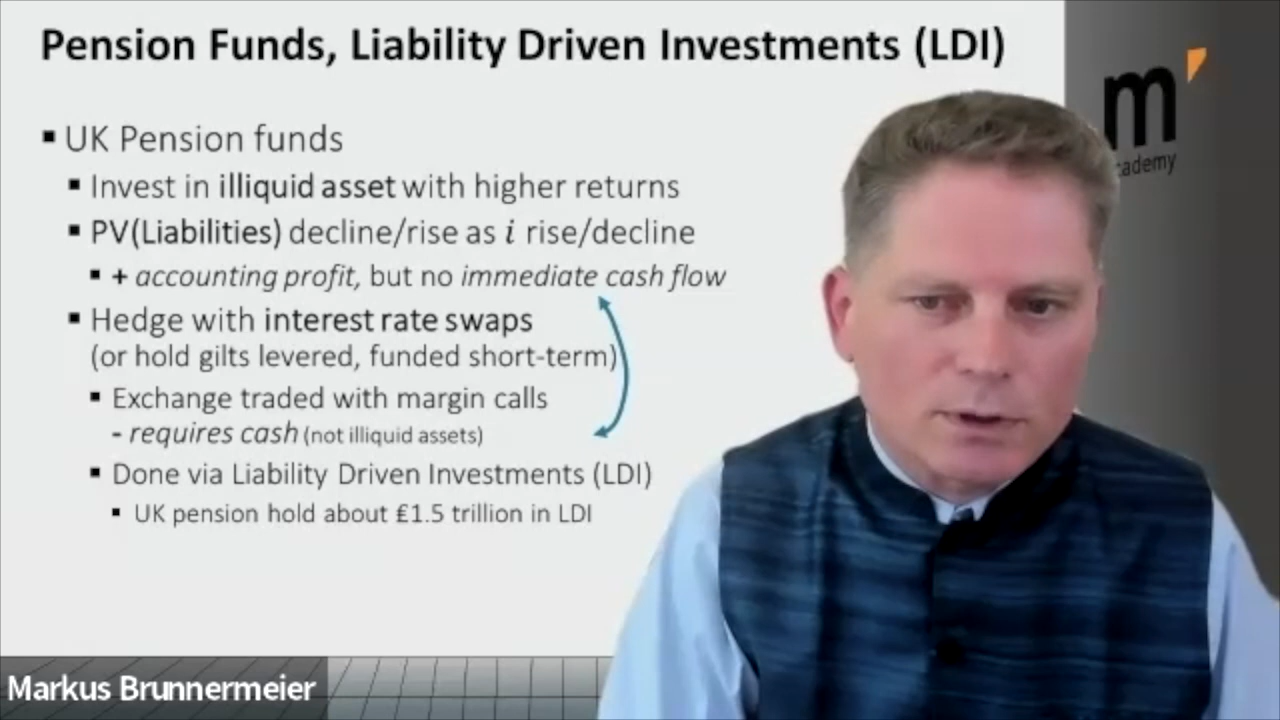 Pension Funds, Liability Driven Investments (LDI)
▪ UK Pension funds
▪ Invest in illiquid asset with higher returns
▪ PV(Liabilities) decline/rise as i rise/decline
▪ + accounting profit, but no immediate cash flow
▪ Hedge with interest rate swaps
(or hold gilts levered, funded short-term)
▪ Exchange traded with margin calls
- requires cash (not illiquid assets)
▪ Done via Liability Driven Investments (LDI)
▪ UK pension hold about £1.5 trillion in LDI
m
cademy
Markus Brunnermeier